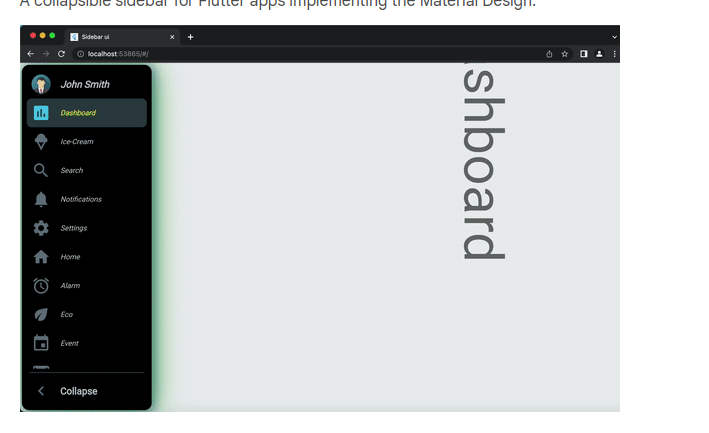 A collapsible sidebar for Flutter apps implementing the Material Design.
Sidebar ui
localhost:53865/#/
John Smith
Dashboard
Ice-Cream
Search
Notifications
Settings
Home
Alarm
Eco
Event
Collapse
shboard